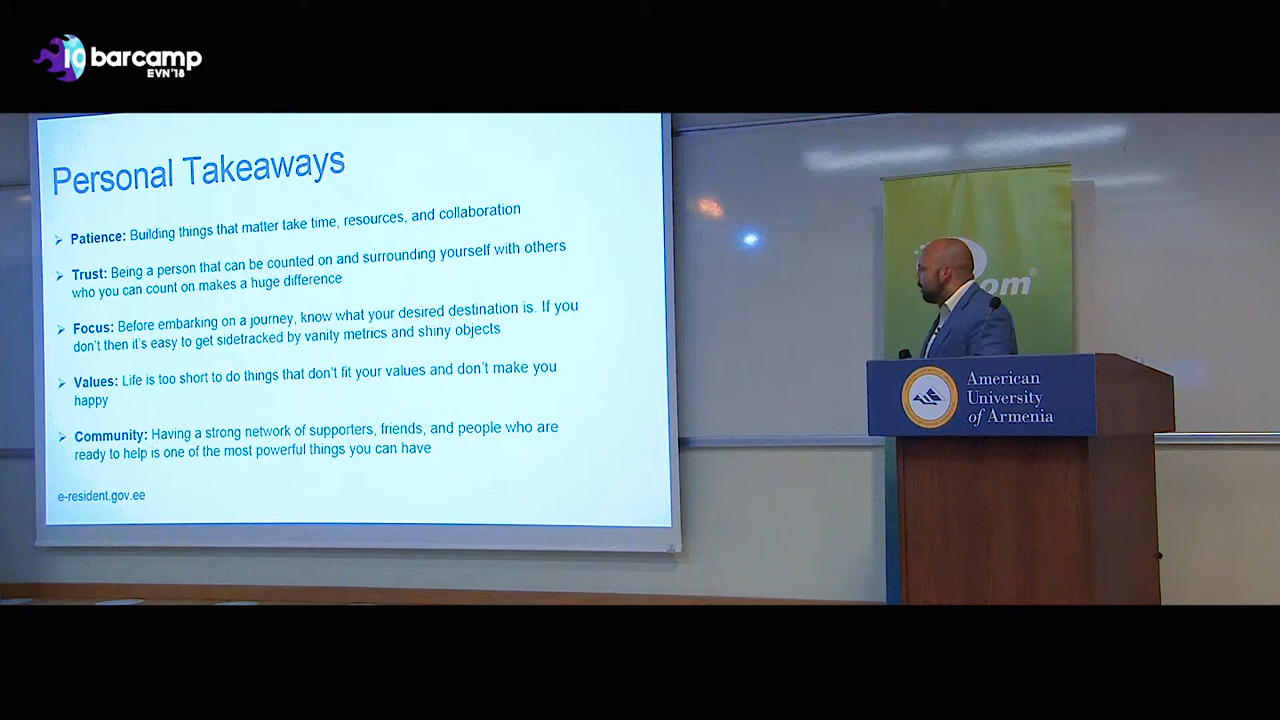 10 barcamp
EVN'18
Personal Takeaways
➢ Patience: Building things that matter take time, resources, and collaboration
➢ Trust: Being a person that can be counted on and surrounding yourself with others
who you can count on makes a huge difference
➢ Focus: Before embarking on a journey, know what your desired destination is. If you
don't then it's easy to get sidetracked by vanity metrics and shiny objects
➢ Values: Life is too short to do things that don't fit your values and don't make you
happy
➢ Community: Having a strong network of supporters, friends, and people who are
ready to help is one of the most powerful things you can have
e-resident.gov.ee
American
University
of Armenia